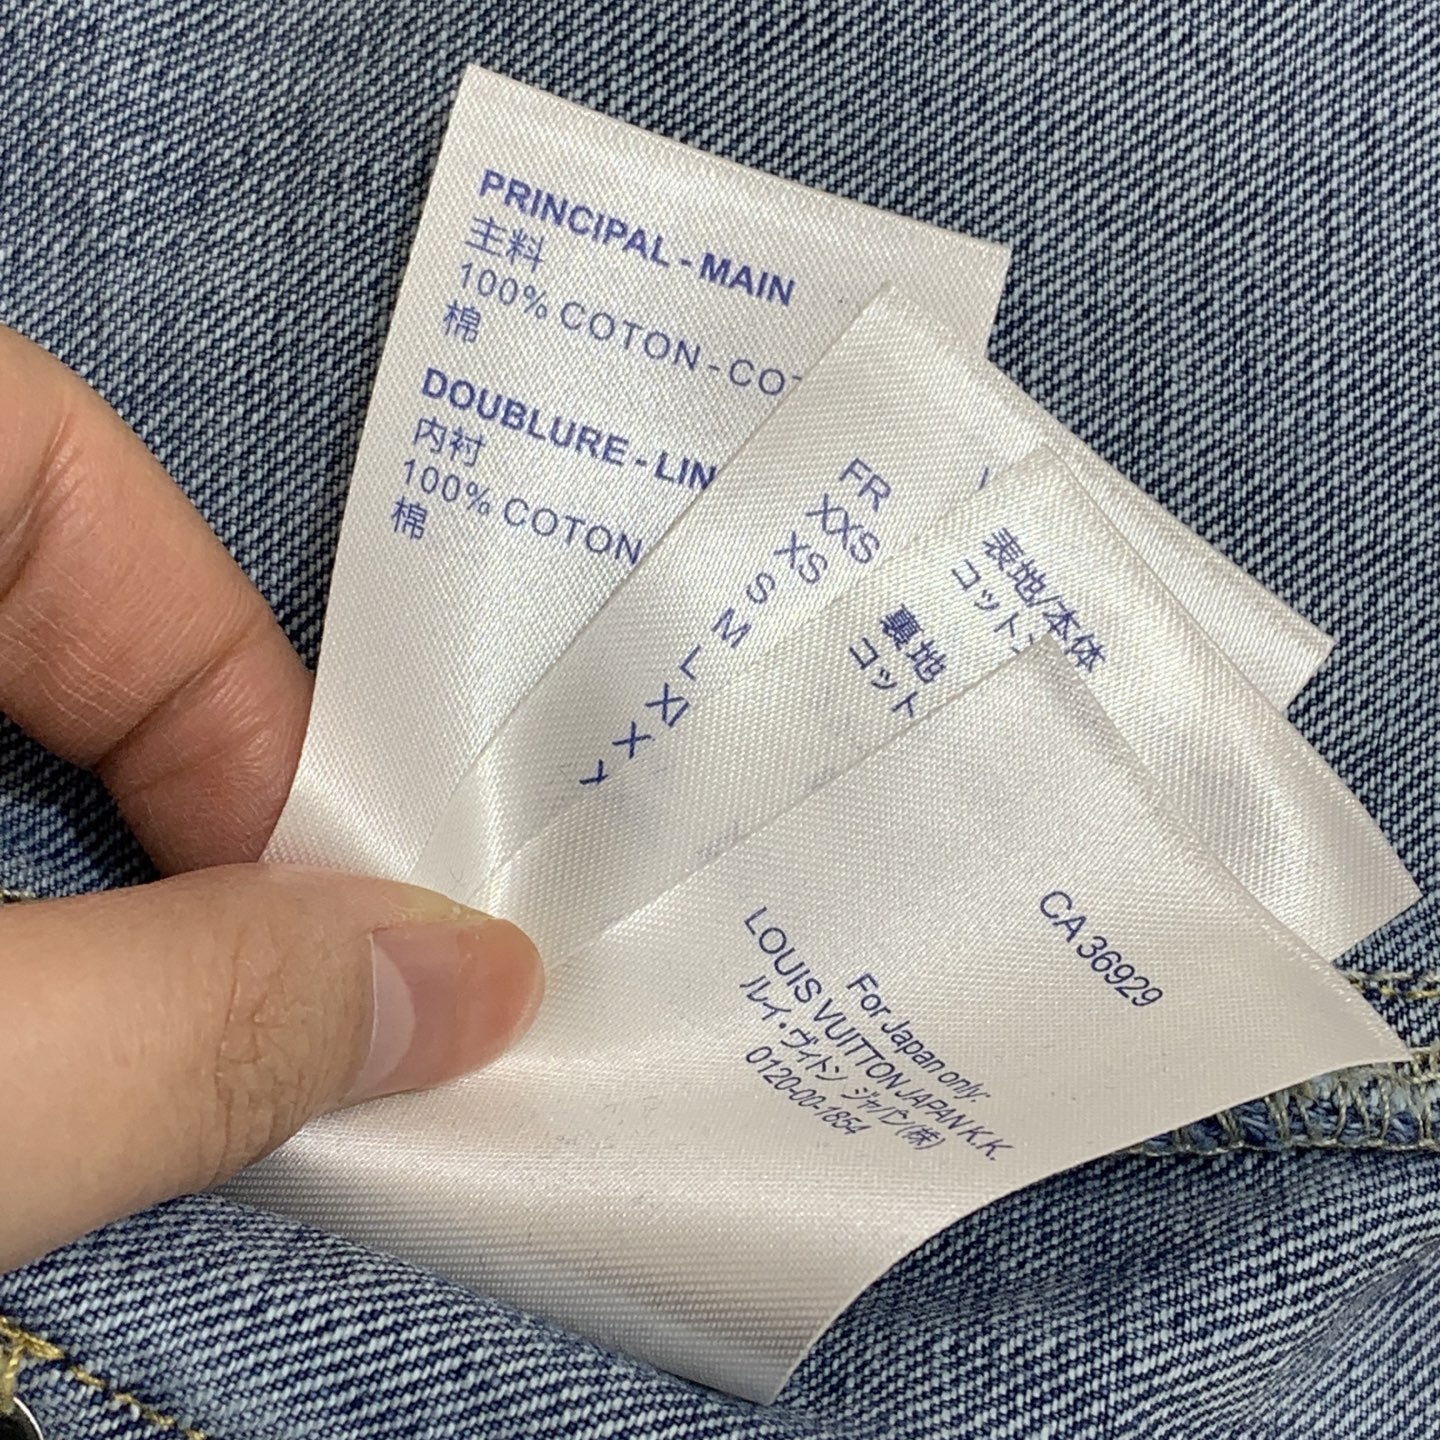 PRINCIPAL - MAIN
主料
100% COTON - CO
棉
DOUBLURE - LIN
内衬
100% COTON
棉
FR
XXS
XS
S
M
L
表地/本体
コットン
裏地
コット
CA 36929
For Japan only:
LOUIS VUITTON JAPAN K.K.
ルイ・ヴィトン ジャパン(株)
0120-00-1854